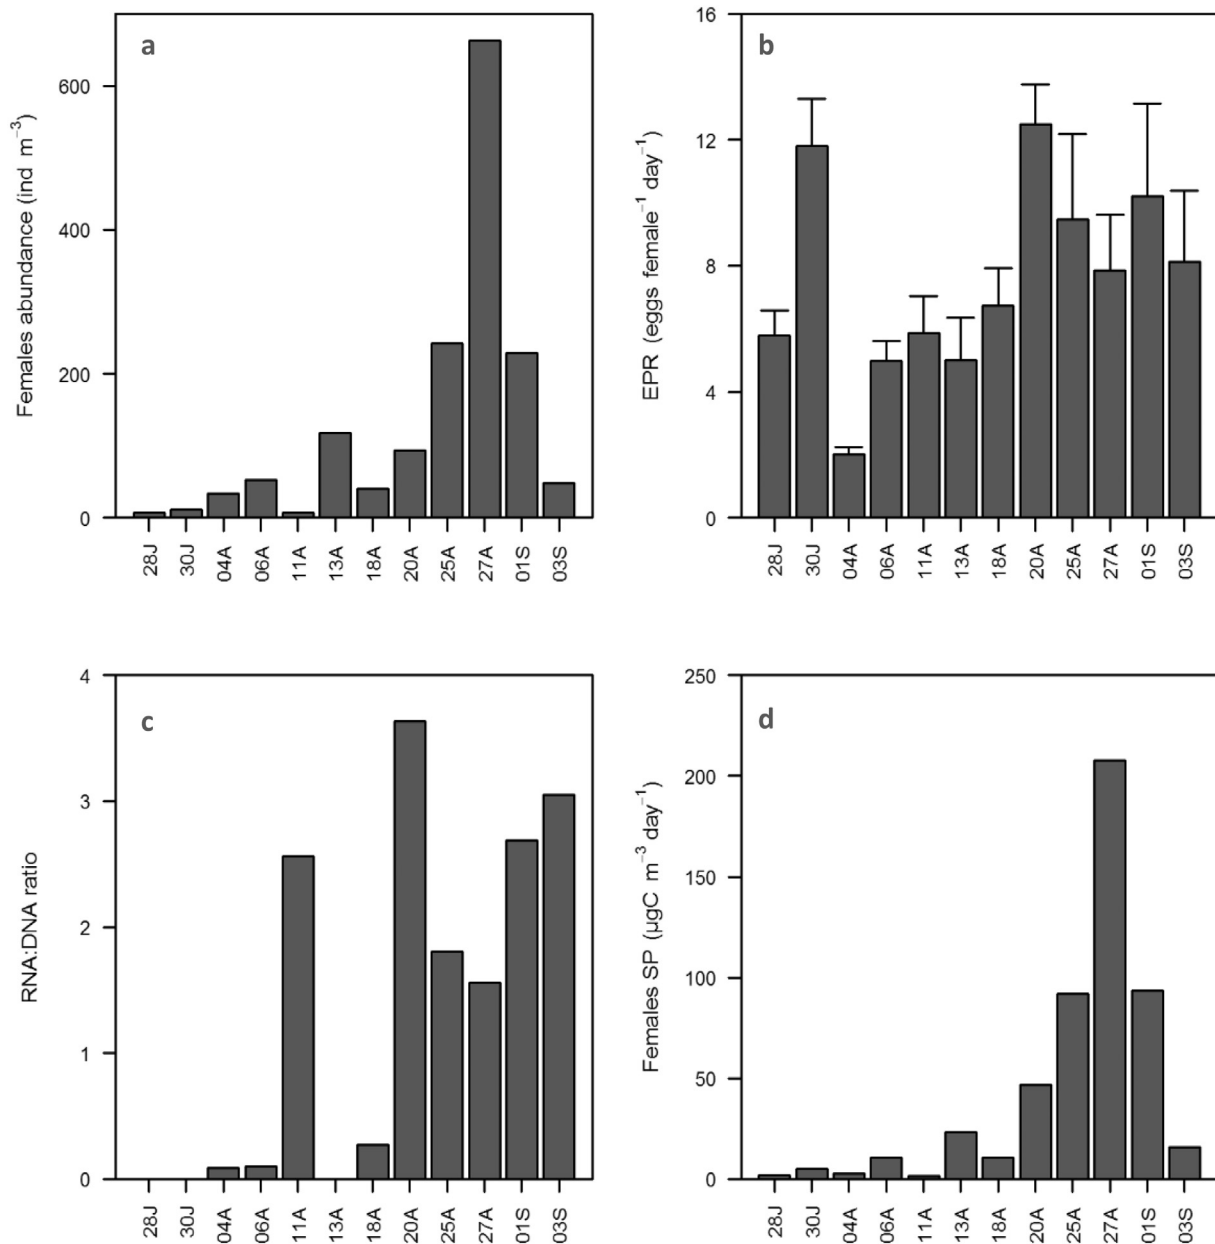 a
Females abundance (ind m⁻³)
600
400
200
0
28J 30J 04A 06A 11A 13A 18A 20A 25A 27A 01S 03S
b
EPR (eggs female⁻¹ day⁻¹)
16
12
8
4
0
28J 30J 04A 06A 11A 13A 18A 20A 25A 27A 01S 03S
c
RNA:DNA ratio
4
3
2
1
0
28J 30J 04A 06A 11A 13A 18A 20A 25A 27A 01S 03S
d
Females SP (µgC m⁻³ day⁻¹)
250
200
150
100
50
0
28J 30J 04A 06A 11A 13A 18A 20A 25A 27A 01S 03S